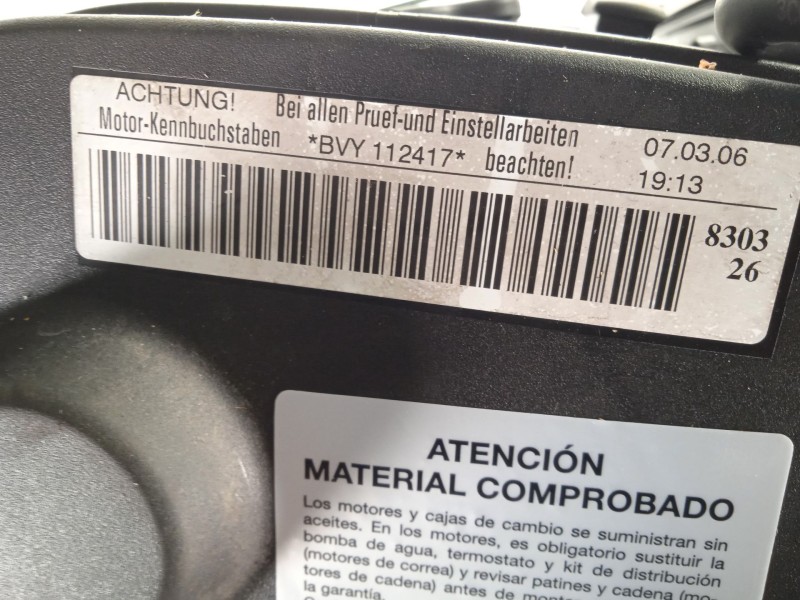 ACHTUNG! Bei allen Pruef-und Einstellarbeiten 07.03.06
Motor-Kennbuchstaben *BVY 112417* beachten! 19:13
8303
26
ATENCIÓN
MATERIAL COMPROBADO
Los motores y cajas de cambio se suministran sin
aceites. En los motores, es obligatorio sustituir la
bomba de agua, termostato y kit de distribución
(motores de correa) y revisar patines y cadena (mo-
tores de cadena) antes de
la garantía.